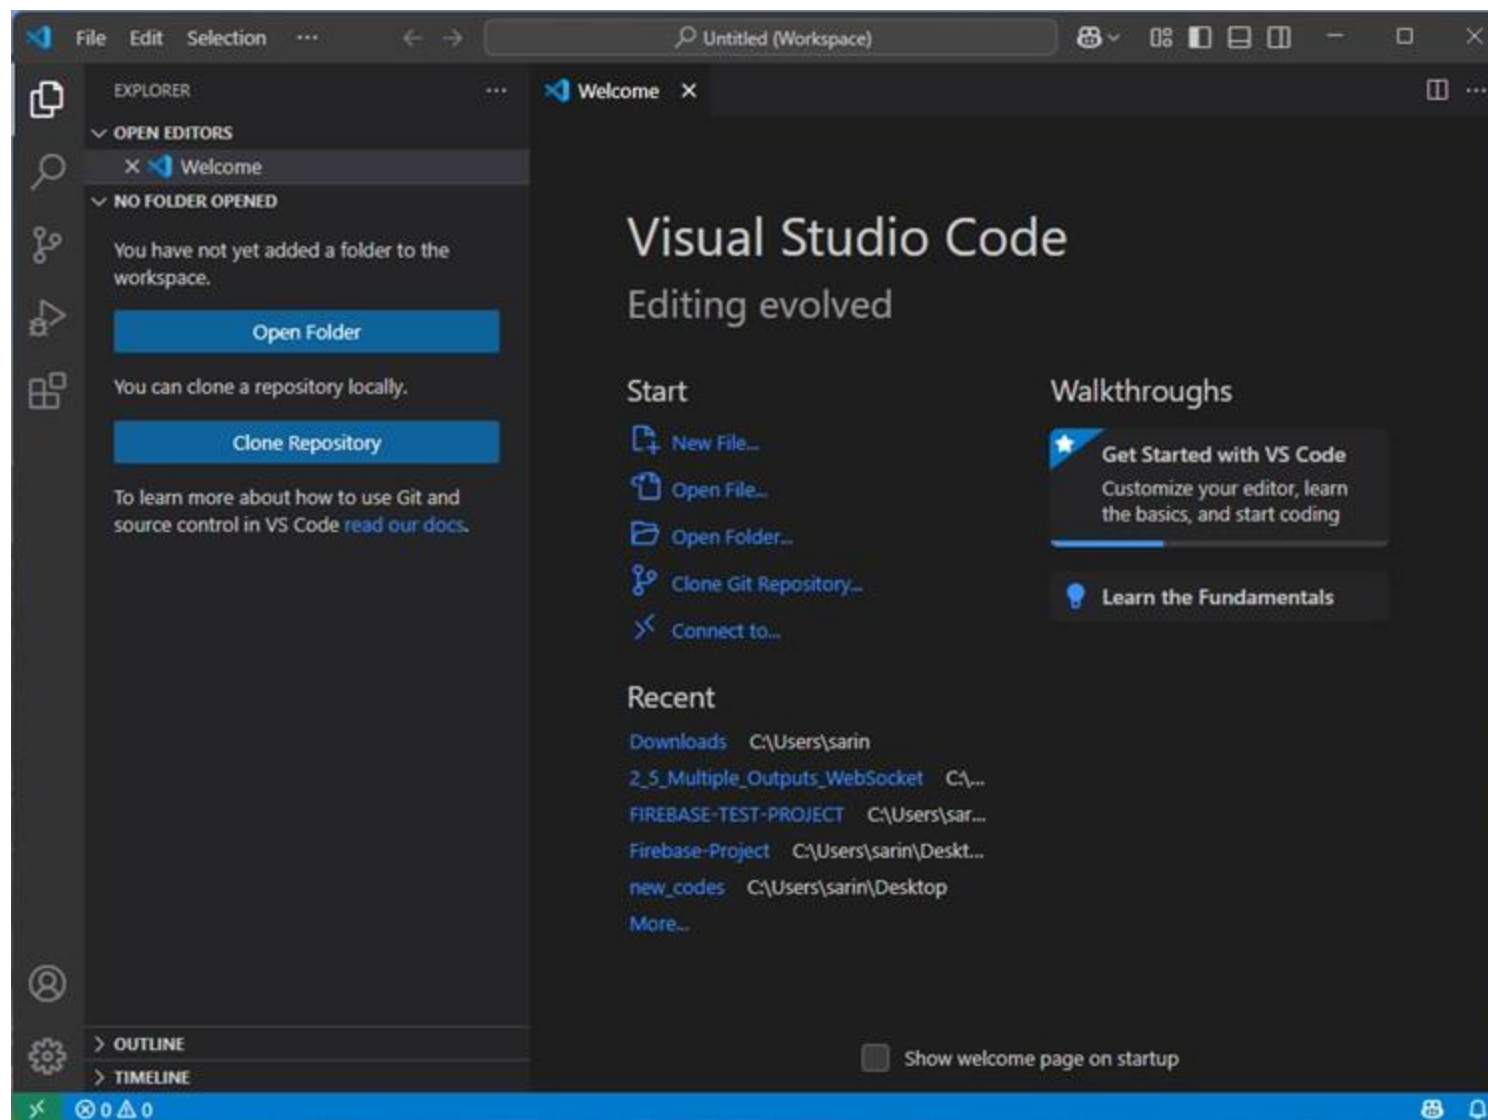 File Edit Selection ···
Untitled (Workspace)
EXPLORER ···
OPEN EDITORS
Welcome
NO FOLDER OPENED
You have not yet added a folder to the
workspace.
Open Folder
You can clone a repository locally.
Clone Repository
To learn more about how to use Git and
source control in VS Code read our docs.
OUTLINE
TIMELINE
Welcome
Visual Studio Code
Editing evolved
Start
New File...
Open File...
Open Folder...
Clone Git Repository...
Connect to...
Recent
Downloads C:\Users\sarin
2_5_Multiple_Outputs_WebSocket C:\...
FIREBASE-TEST-PROJECT C:\Users\sar...
Firebase-Project C:\Users\sarin\Deskt...
new_codes C:\Users\sarin\Desktop
More...
Walkthroughs
Get Started with VS Code
Customize your editor, learn
the basics, and start coding
Learn the Fundamentals
Show welcome page on startup
0 0